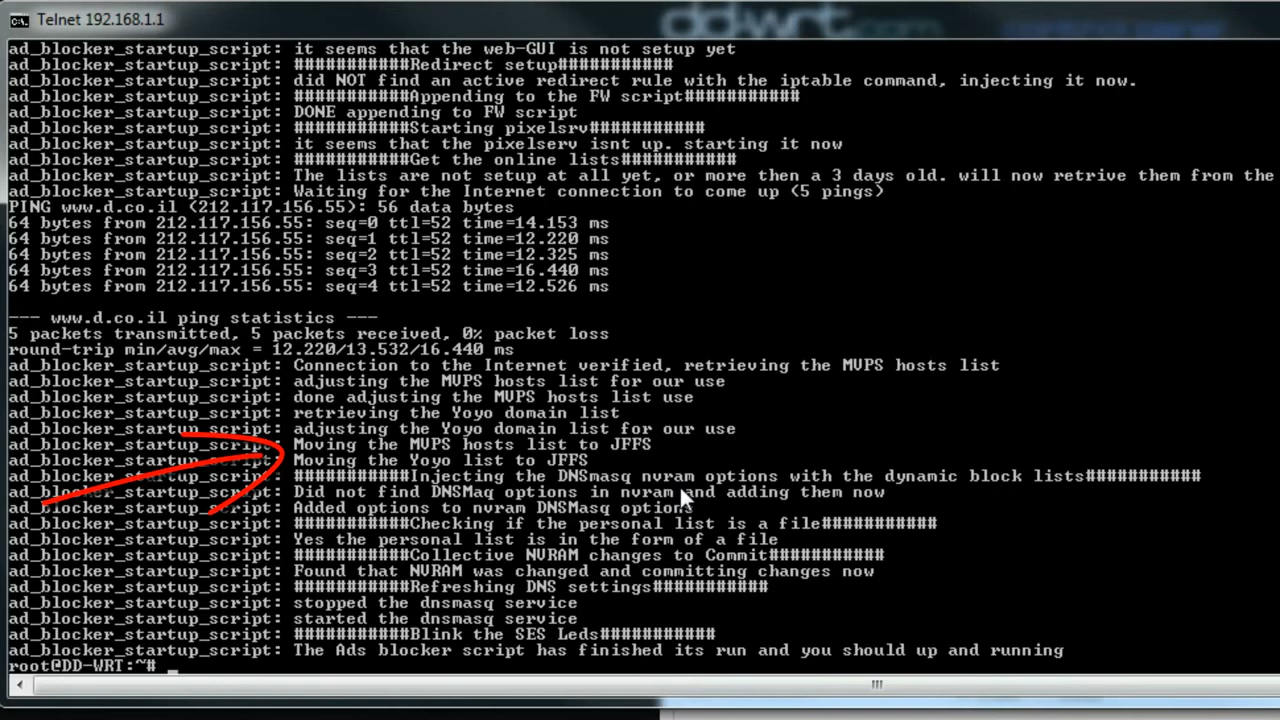 Telnet 192.168.1.1
dd-wrt.com control panel
ad_blocker_startup_script: it seems that the web-GUI is not setup yet
ad_blocker_startup_script: ###########Redirect setup###########
ad_blocker_startup_script: did NOT find an active redirect rule with the iptable command, injecting it now.
ad_blocker_startup_script: ###########Appending to the FW script###########
ad_blocker_startup_script: DONE appending to FW script
ad_blocker_startup_script: ###########Starting pixelsrv###########
ad_blocker_startup_script: it seems that the pixelserv isnt up. starting it now
ad_blocker_startup_script: ###########Get the online lists###########
ad_blocker_startup_script: The lists are not setup at all yet, or more then a 3 days old. will now retrive them from the
ad_blocker_startup_script: Waiting for the Internet connection to come up (5 pings)
PING www.d.co.il (212.117.156.55): 56 data bytes
64 bytes from 212.117.156.55: seq=0 ttl=52 time=14.153 ms
64 bytes from 212.117.156.55: seq=1 ttl=52 time=12.220 ms
64 bytes from 212.117.156.55: seq=2 ttl=52 time=12.325 ms
64 bytes from 212.117.156.55: seq=3 ttl=52 time=16.440 ms
64 bytes from 212.117.156.55: seq=4 ttl=52 time=12.526 ms
--- www.d.co.il ping statistics ---
5 packets transmitted, 5 packets received, 0% packet loss
round-trip min/avg/max = 12.220/13.532/16.440 ms
ad_blocker_startup_script: Connection to the Internet verified, retrieving the MVPS hosts list
ad_blocker_startup_script: adjusting the MVPS hosts list for our use
ad_blocker_startup_script: done adjusting the MVPS hosts list use
ad_blocker_startup_script: retrieving the Yoyo domain list
ad_blocker_startup_script: adjusting the Yoyo domain list for our use
ad_blocker_startup_script: Moving the MVPS hosts list to JFFS
ad_blocker_startup_script: Moving the Yoyo list to JFFS
ad_blocker_startup_script: ###########Injecting the DNSmasq nvram options with the dynamic block lists###########
ad_blocker_startup_script: Did not find DNSMaq options in nvram and adding them now
ad_blocker_startup_script: Added options to nvram DNSMasq options
ad_blocker_startup_script: ###########Checking if the personal list is a file###########
ad_blocker_startup_script: Yes the personal list is in the form of a file
ad_blocker_startup_script: ###########Collective NVRAM changes to Commit###########
ad_blocker_startup_script: Found that NVRAM was changed and committing changes now
ad_blocker_startup_script: ###########Refreshing DNS settings###########
ad_blocker_startup_script: stopped the dnsmasq service
ad_blocker_startup_script: started the dnsmasq service
ad_blocker_startup_script: ###########Blink the SES Leds###########
ad_blocker_startup_script: The Ads blocker script has finished its run and you should up and running
root@DD-WRT:~# _